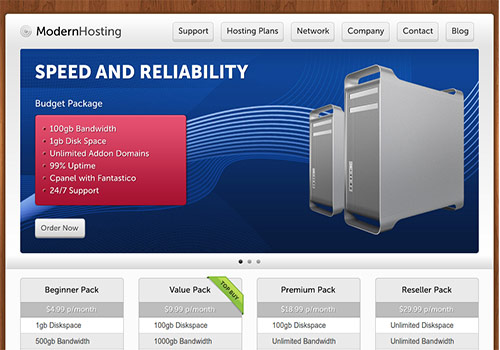 ModernHosting
Support
Hosting Plans
Network
Company
Contact
Blog
SPEED AND RELIABILITY
Budget Package
100gb Bandwidth
1gb Disk Space
Unlimited Addon Domains
99% Uptime
Cpanel with Fantastico
24/7 Support
Order Now
TOP BUY
Beginner Pack
Value Pack
Premium Pack
Reseller Pack
$4.99 p/month
$9.99 p/month
$18.99 p/month
$29.99 p/month
1gb Diskspace
100gb Diskspace
100gb Diskspace
Unlimited Diskspace
500gb Bandwidth
1000gb Bandwidth
Unlimited Bandwidth
Unlimited Bandwidth